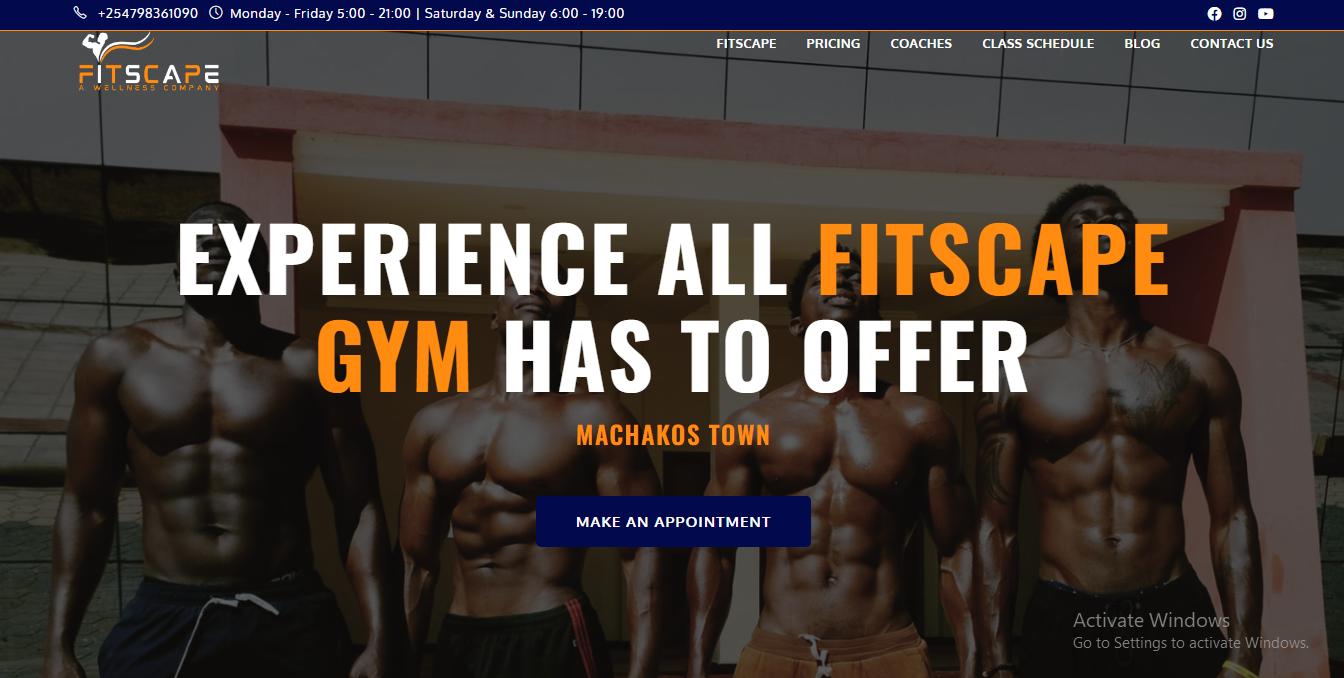 +254798361090 Monday - Friday 5:00 - 21:00 | Saturday & Sunday 6:00 - 19:00
FITSCAPE
A WELLNESS COMPANY
FITSCAPE PRICING COACHES CLASS SCHEDULE BLOG CONTACT US
EXPERIENCE ALL FITSCAPE
GYM HAS TO OFFER
MACHAKOS TOWN
MAKE AN APPOINTMENT
Activate Windows
Go to Settings to activate Windows.